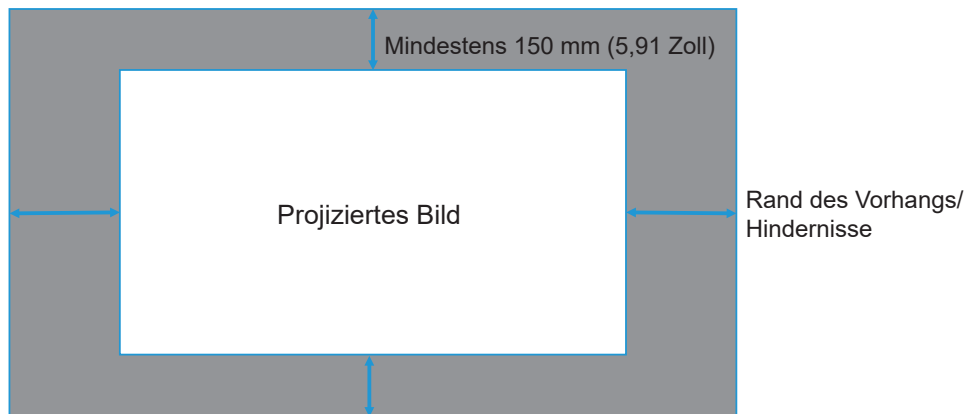 Mindestens 150 mm (5,91 Zoll)
Projiziertes Bild
Rand des Vorhangs/
Hindernisse